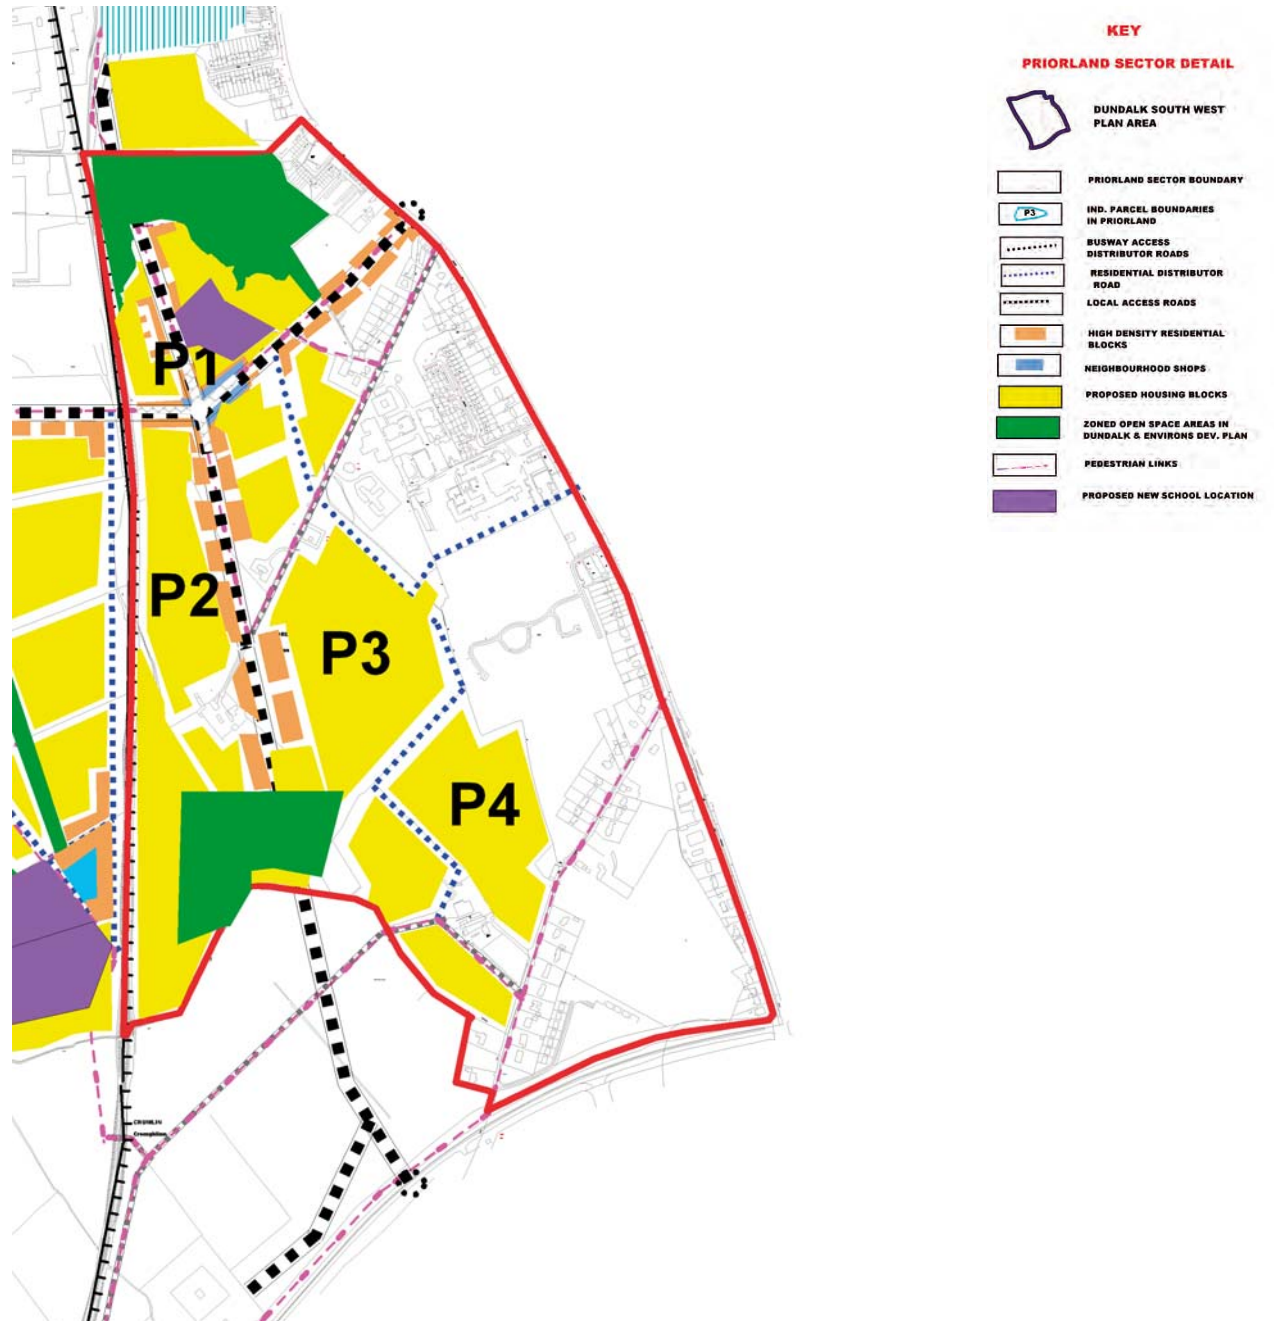 KEY
PRIORLAND SECTOR DETAIL
DUNDALK SOUTH WEST
PLAN AREA
PRIORLAND SECTOR BOUNDARY
P3
IND. PARCEL BOUNDARIES
IN PRIORLAND
BUSWAY ACCESS
DISTRIBUTOR ROADS
RESIDENTIAL DISTRIBUTOR
ROAD
LOCAL ACCESS ROADS
HIGH DENSITY RESIDENTIAL
BLOCKS
NEIGHBOURHOOD SHOPS
PROPOSED HOUSING BLOCKS
ZONED OPEN SPACE AREAS IN
DUNDALK & ENVIRONS DEV. PLAN
PEDESTRIAN LINKS
PROPOSED NEW SCHOOL LOCATION
P1
P2
P3
P4